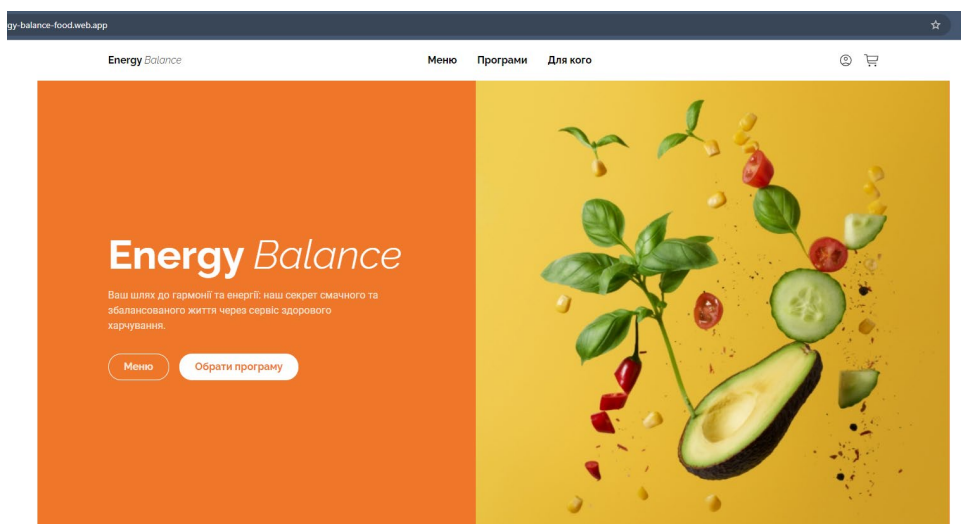 gy-balance-food.web.app
Energy Balance
Меню Програми Для кого
Energy Balance
Ваш шлях до гармонії та енергії: наш секрет смачного та
збалансованого життя через сервіс здорового
харчування.
Меню Обрати програму